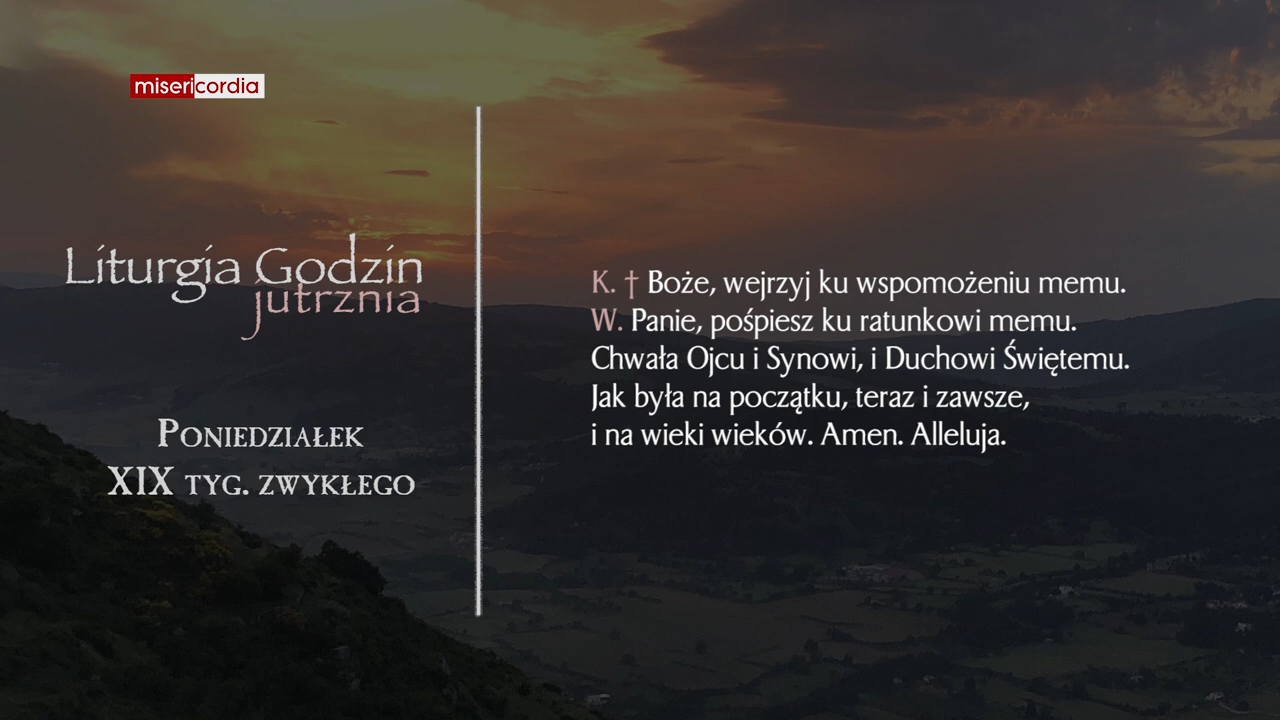 misericordia
Liturgia Godzin
jutrznia
Poniedziałek
XIX tyg. zwykłego
K. † Boże, wejrzyj ku wspomożeniu memu.
W. Panie, pośpiesz ku ratunkowi memu.
Chwała Ojcu i Synowi, i Duchowi Świętemu.
Jak była na początku, teraz i zawsze,
i na wieki wieków. Amen. Alleluja.